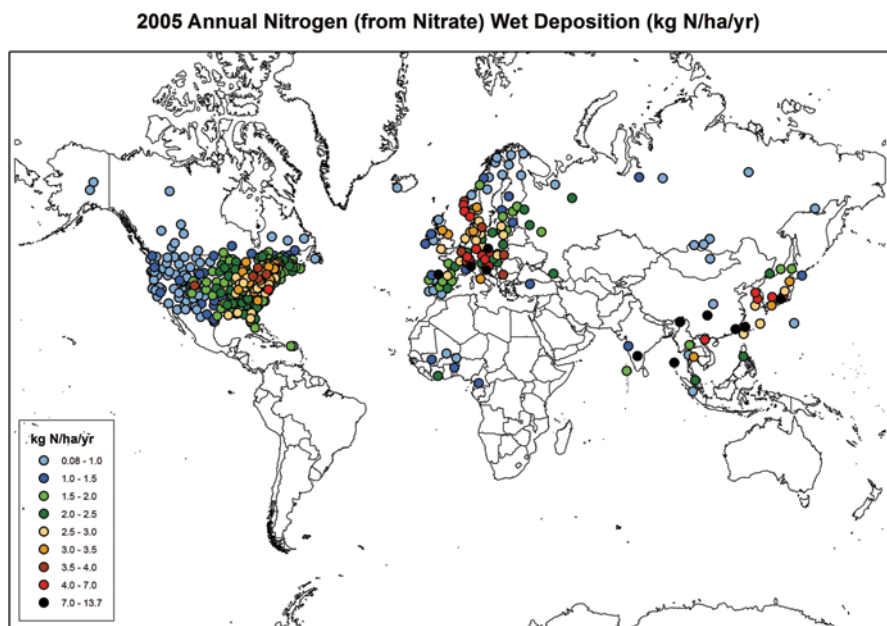 2005 Annual Nitrogen (from Nitrate) Wet Deposition (kg N/ha/yr)
kg N/ha/yr
0.08 - 1.0
1.0 - 1.5
1.5 - 2.0
2.0 - 2.5
2.5 - 3.0
3.0 - 3.5
3.5 - 4.0
4.0 - 7.0
7.0 - 13.7